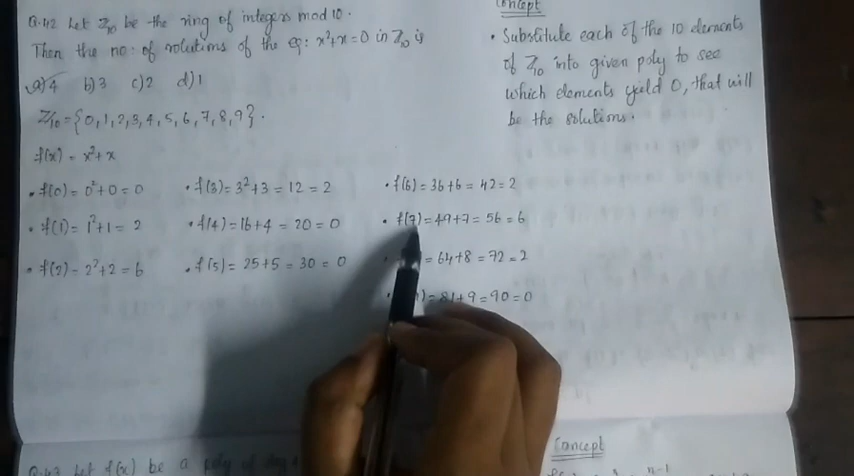 Q.42 Let Z₁₀ be the ring of integers mod 10.
Then the no: of solutions of the eq: x²+x=0 in Z₁₀ is
a) 4 b) 3 c) 2 d) 1
Z₁₀ = {0, 1, 2, 3, 4, 5, 6, 7, 8, 9}.
f(x) = x²+x
• f(0) = 0²+0 = 0
• f(1) = 1²+1 = 2
• f(2) = 2²+2 = 6
• f(3) = 3²+3 = 12 = 2
• f(4) = 16+4 = 20 = 0
• f(5) = 25+5 = 30 = 0
• f(6) = 36+6 = 42 = 2
• f(7) = 49+7 = 56 = 6
= 64+8 = 72 = 2
) = 81+9 = 90 = 0
Concept
• Substitute each of the 10 elements
of Z₁₀ into given poly to see
which elements yield 0, that will
be the solutions.
Q.43 Let f(x) be a poly of deg
Concept